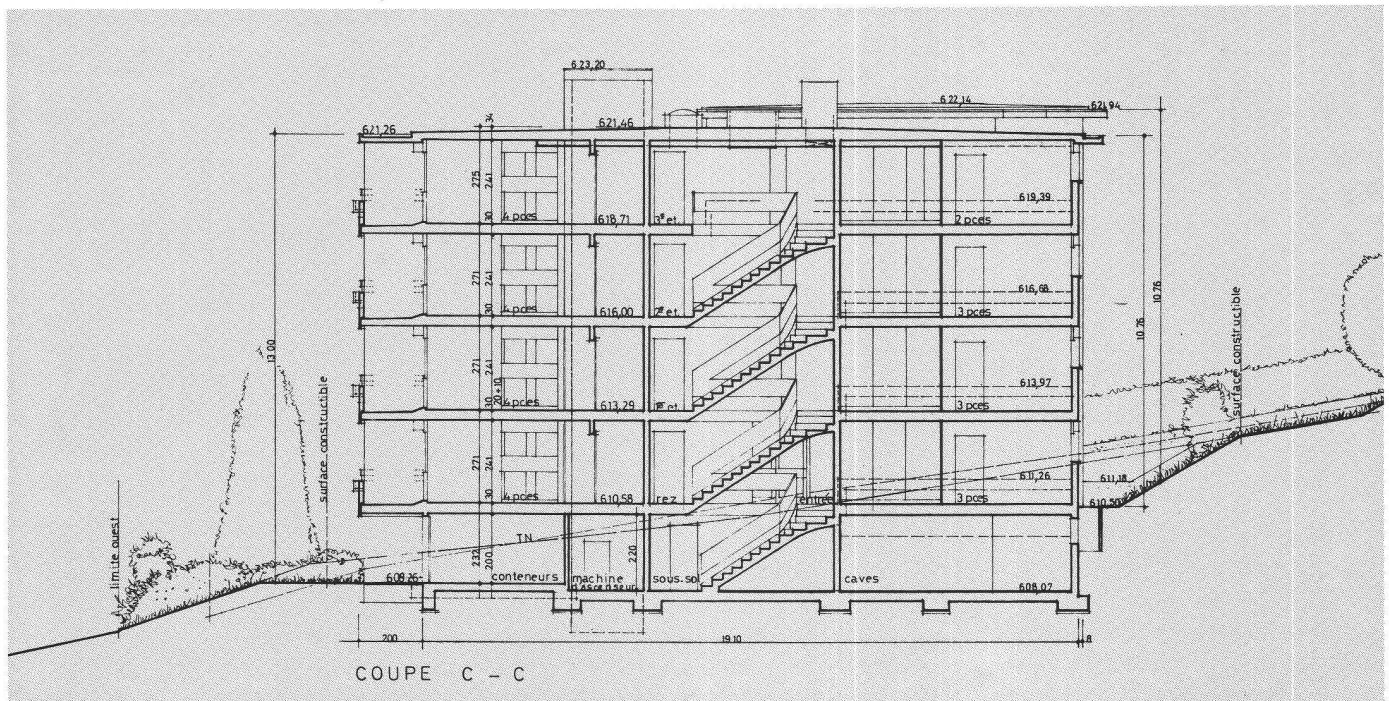 623,20
622,14
621,94
34
621,46
621,26
275
241
30
4 pces
618,71
3e et.
619,39
2 pces
271
241
30
4 pces
616,00
2e et.
616,68
3 pces
10.76
10.76
surface constructible
13.00
271
241
20+10
30
4 pces
613,29
1er et.
613,97
3 pces
surface constructible
271
241
30
4 pces
610,58
rez
entrée
611,26
3 pces
611,18
610,50
limite ouest
TN
232
200
220
608,26
conteneurs
machine
d'ascenseur
sous.sol
caves
608,07
200
19.10
8
COUPE C - C